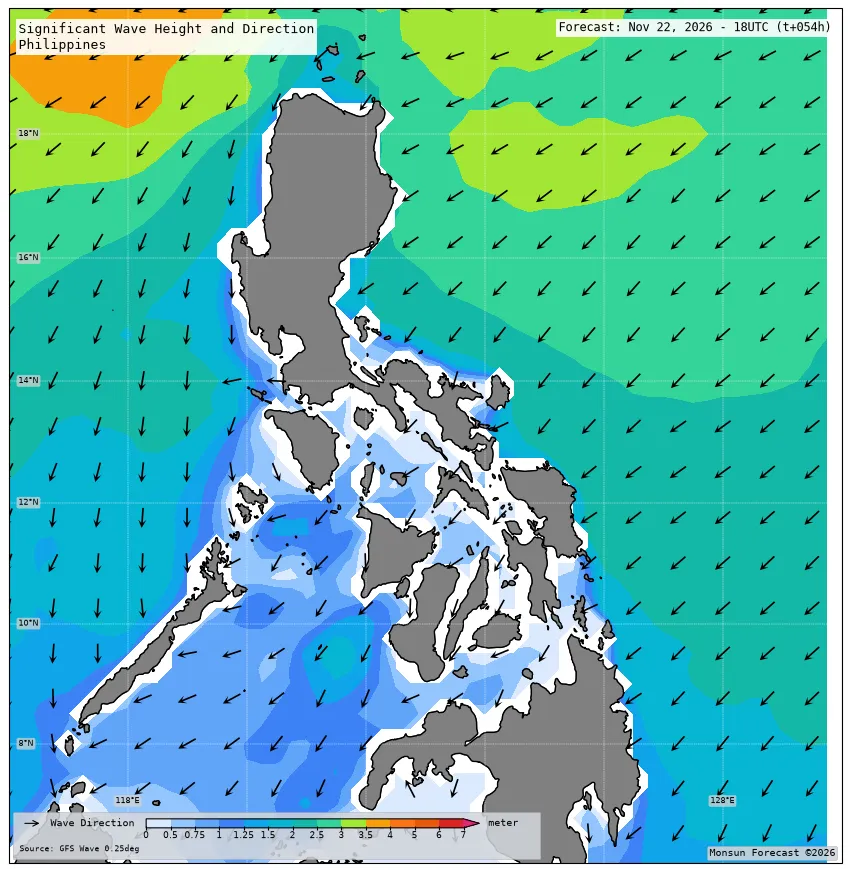 Significant Wave Height and Direction
Philippines
Forecast: Nov 22, 2026 - 18UTC (t+054h)
18°N
16°N
14°N
12°N
10°N
8°N
118°E
128°E
Wave Direction
0 0.5 0.75 1 1.25 1.5 2 2.5 3 3.5 4 5 6 7
meter
Source: GFS Wave 0.25deg
Monsun Forecast ©2026